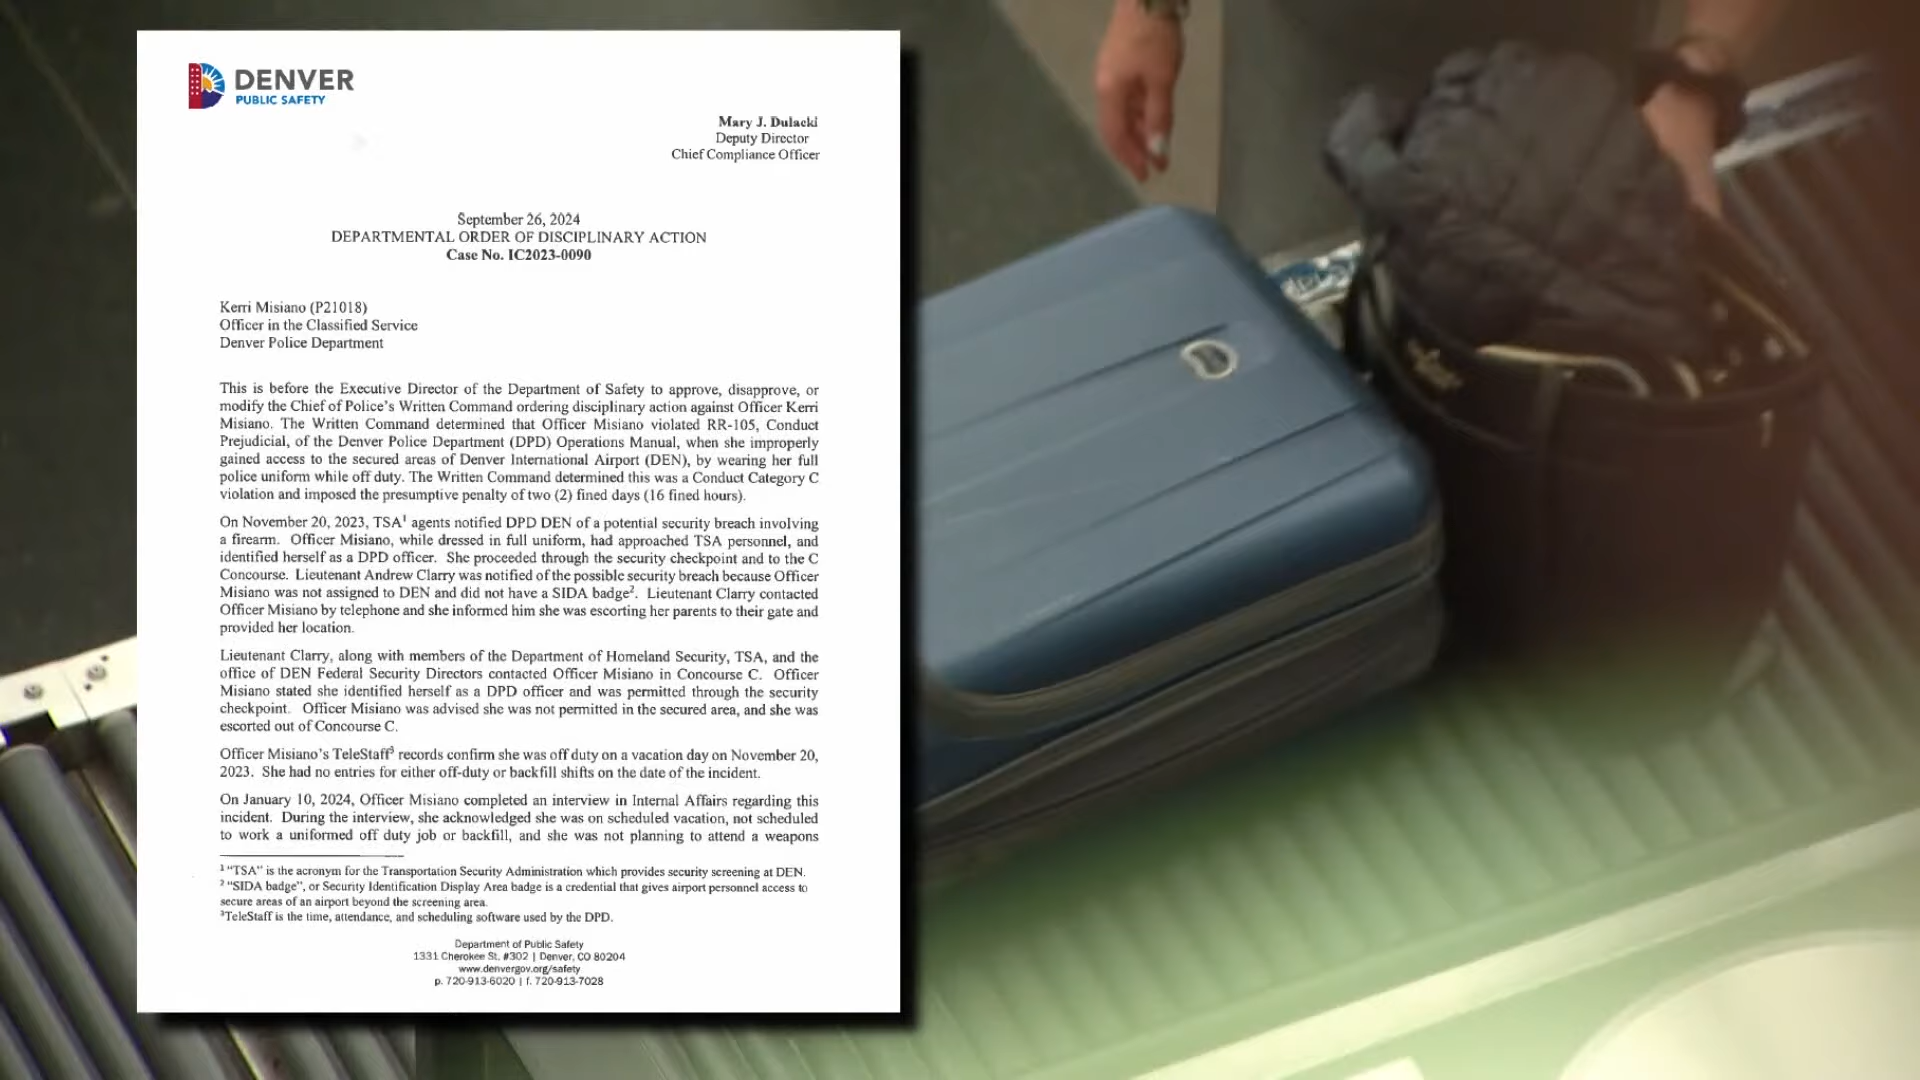 DENVER
PUBLIC SAFETY
Mary J. Dulacki
Deputy Director
Chief Compliance Officer
September 26, 2024
DEPARTMENTAL ORDER OF DISCIPLINARY ACTION
Case No. IC2023-0090
Kerri Misiano (P21018)
Officer in the Classified Service
Denver Police Department
This is before the Executive Director of the Department of Safety to approve, disapprove, or
modify the Chief of Police's Written Command ordering disciplinary action against Officer Kerri
Misiano. The Written Command determined that Officer Misiano violated RR-105, Conduct
Prejudicial, of the Denver Police Department (DPD) Operations Manual, when she improperly
gained access to the secured areas of Denver International Airport (DEN), by wearing her full
police uniform while off duty. The Written Command determined this was a Conduct Category C
violation and imposed the presumptive penalty of two (2) fined days (16 fined hours).
On November 20, 2023, TSA¹ agents notified DPD DEN of a potential security breach involving
a firearm. Officer Misiano, while dressed in full uniform, had approached TSA personnel, and
identified herself as a DPD officer. She proceeded through the security checkpoint and to the C
Concourse. Lieutenant Andrew Clarry was notified of the possible security breach because Officer
Misiano was not assigned to DEN and did not have a SIDA badge². Lieutenant Clarry contacted
Officer Misiano by telephone and she informed him she was escorting her parents to their gate and
provided her location.
Lieutenant Clarry, along with members of the Department of Homeland Security, TSA, and the
office of DEN Federal Security Directors contacted Officer Misiano in Concourse C. Officer
Misiano stated she identified herself as a DPD officer and was permitted through the security
checkpoint. Officer Misiano was advised she was not permitted in the secured area, and she was
escorted out of Concourse C.
Officer Misiano's TeleStaff³ records confirm she was off duty on a vacation day on November 20,
2023. She had no entries for either off-duty or backfill shifts on the date of the incident.
On January 10, 2024, Officer Misiano completed an interview in Internal Affairs regarding this
incident. During the interview, she acknowledged she was on scheduled vacation, not scheduled
to work a uniformed off duty job or backfill, and she was not planning to attend a weapons
¹ "TSA" is the acronym for the Transportation Security Administration which provides security screening at DEN.
² "SIDA badge", or Security Identification Display Area badge is a credential that gives airport personnel access to
secure areas of an airport beyond the screening area.
³TeleStaff is the time, attendance, and scheduling software used by the DPD.
Department of Public Safety
1331 Cherokee St, #302 | Denver, CO 80204
www.denvergov.org/safety
p. 720-913-6020 | f. 720-913-7028